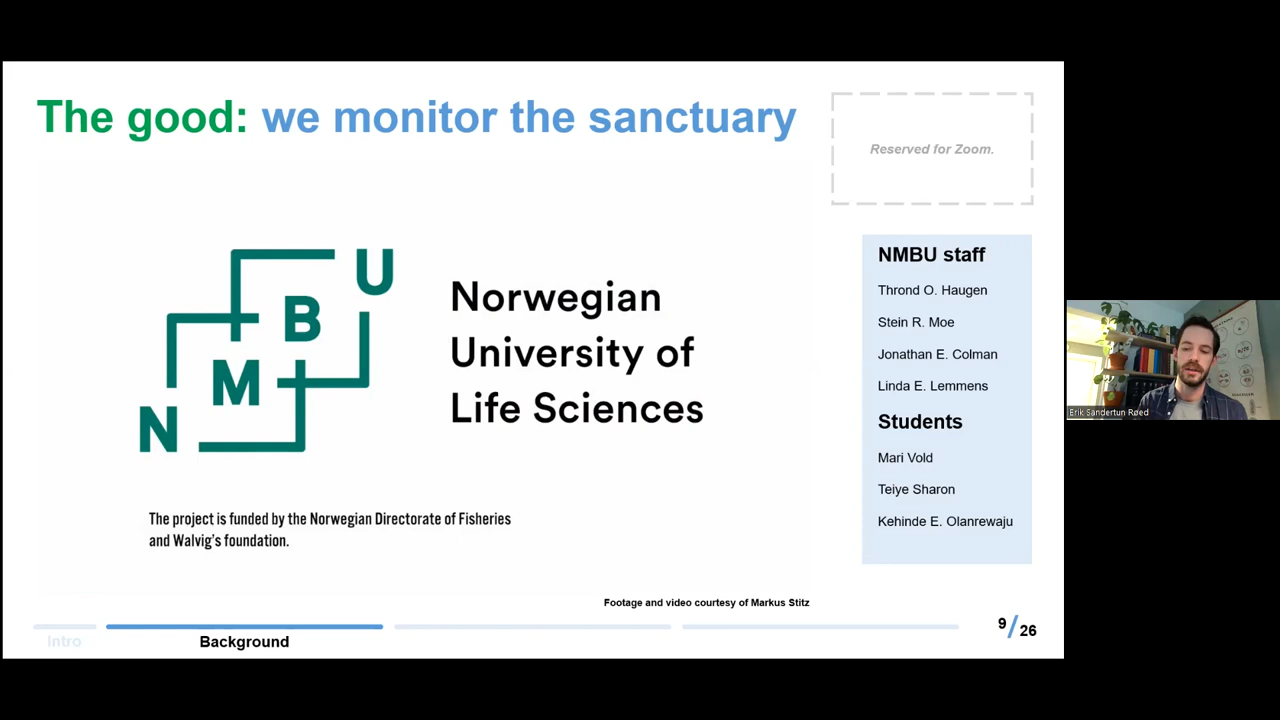 The good: we monitor the sanctuary
Reserved for Zoom.
N M B U
Norwegian
University of
Life Sciences
The project is funded by the Norwegian Directorate of Fisheries
and Walvig's foundation.
NMBU staff
Thrond O. Haugen
Stein R. Moe
Jonathan E. Colman
Linda E. Lemmens
Students
Mari Vold
Teiye Sharon
Kehinde E. Olanrewaju
Footage and video courtesy of Markus Stitz
Intro
Background
9/26
Erik Sandertun Røed